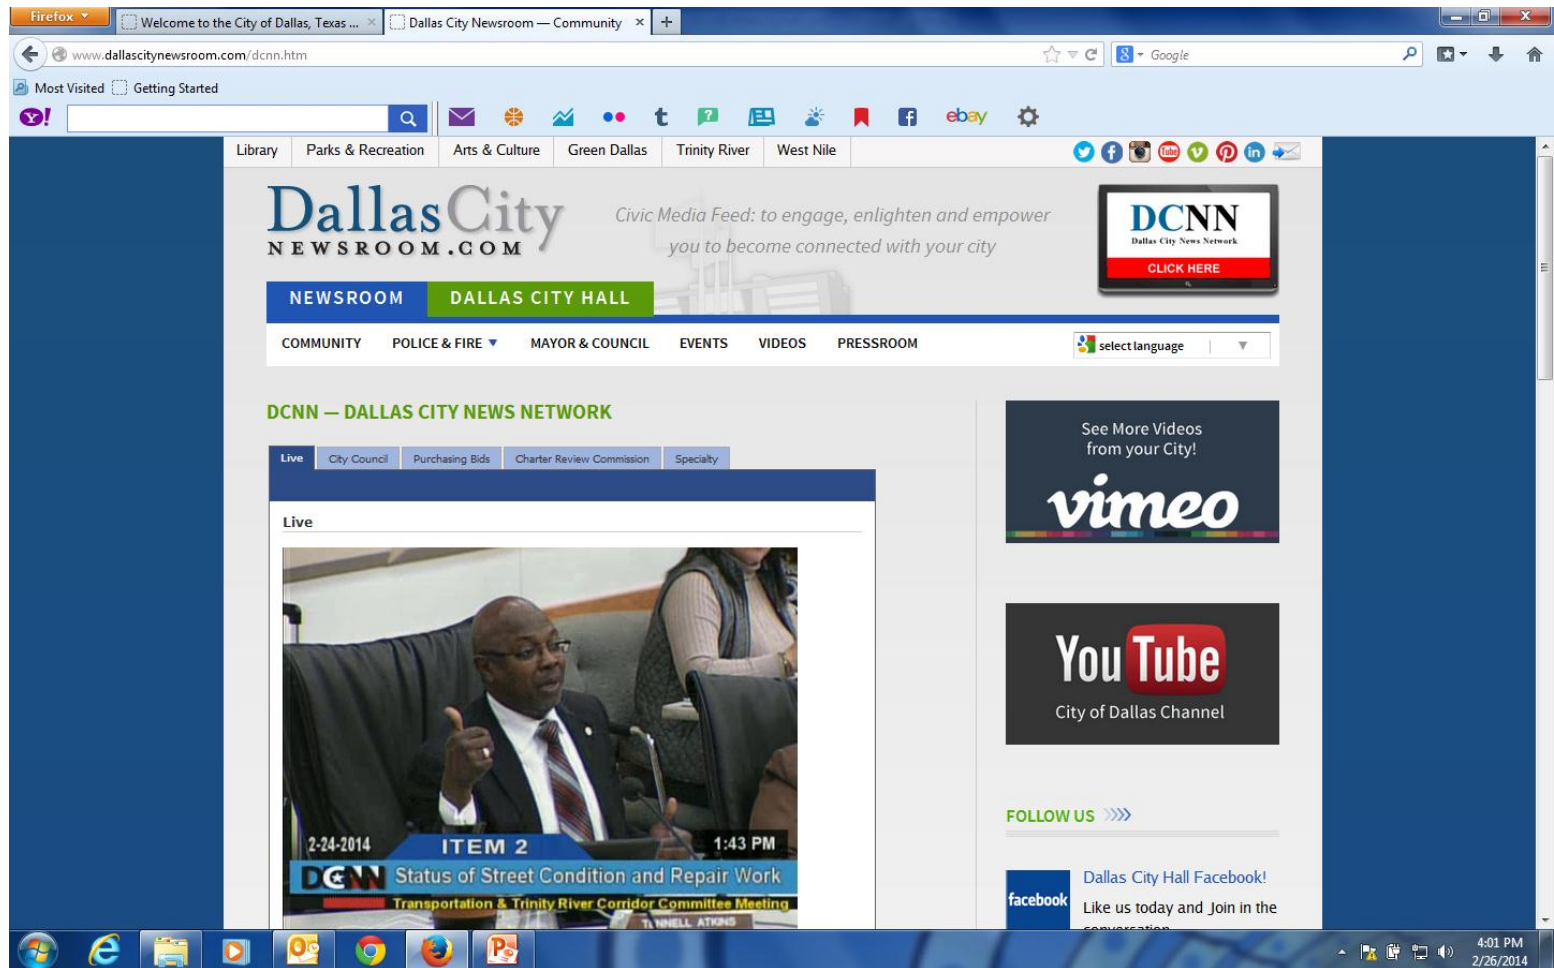 Firefox
Welcome to the City of Dallas, Texas ...
Dallas City Newsroom — Community
www.dallascitynewsroom.com/dcnn.htm
8 Google
Most Visited
Getting Started
Y!
t
?
f
ebay
Library
Parks & Recreation
Arts & Culture
Green Dallas
Trinity River
West Nile
f
Tube
v
in
DallasCity
NEWSROOM.COM
Civic Media Feed: to engage, enlighten and empower
you to become connected with your city
DCNN
Dallas City News Network
CLICK HERE
NEWSROOM
DALLAS CITY HALL
COMMUNITY
POLICE & FIRE
MAYOR & COUNCIL
EVENTS
VIDEOS
PRESSROOM
select language
DCNN — DALLAS CITY NEWS NETWORK
Live
City Council
Purchasing Bids
Charter Review Commission
Specialty
Live
2-24-2014
ITEM 2
1:43 PM
DCNN
Status of Street Condition and Repair Work
Transportation & Trinity River Corridor Committee Meeting
TENNELL ATKINS
See More Videos
from your City!
vimeo
YouTube
City of Dallas Channel
FOLLOW US
facebook
Dallas City Hall Facebook!
Like us today and Join in the
conversation
4:01 PM
2/26/2014